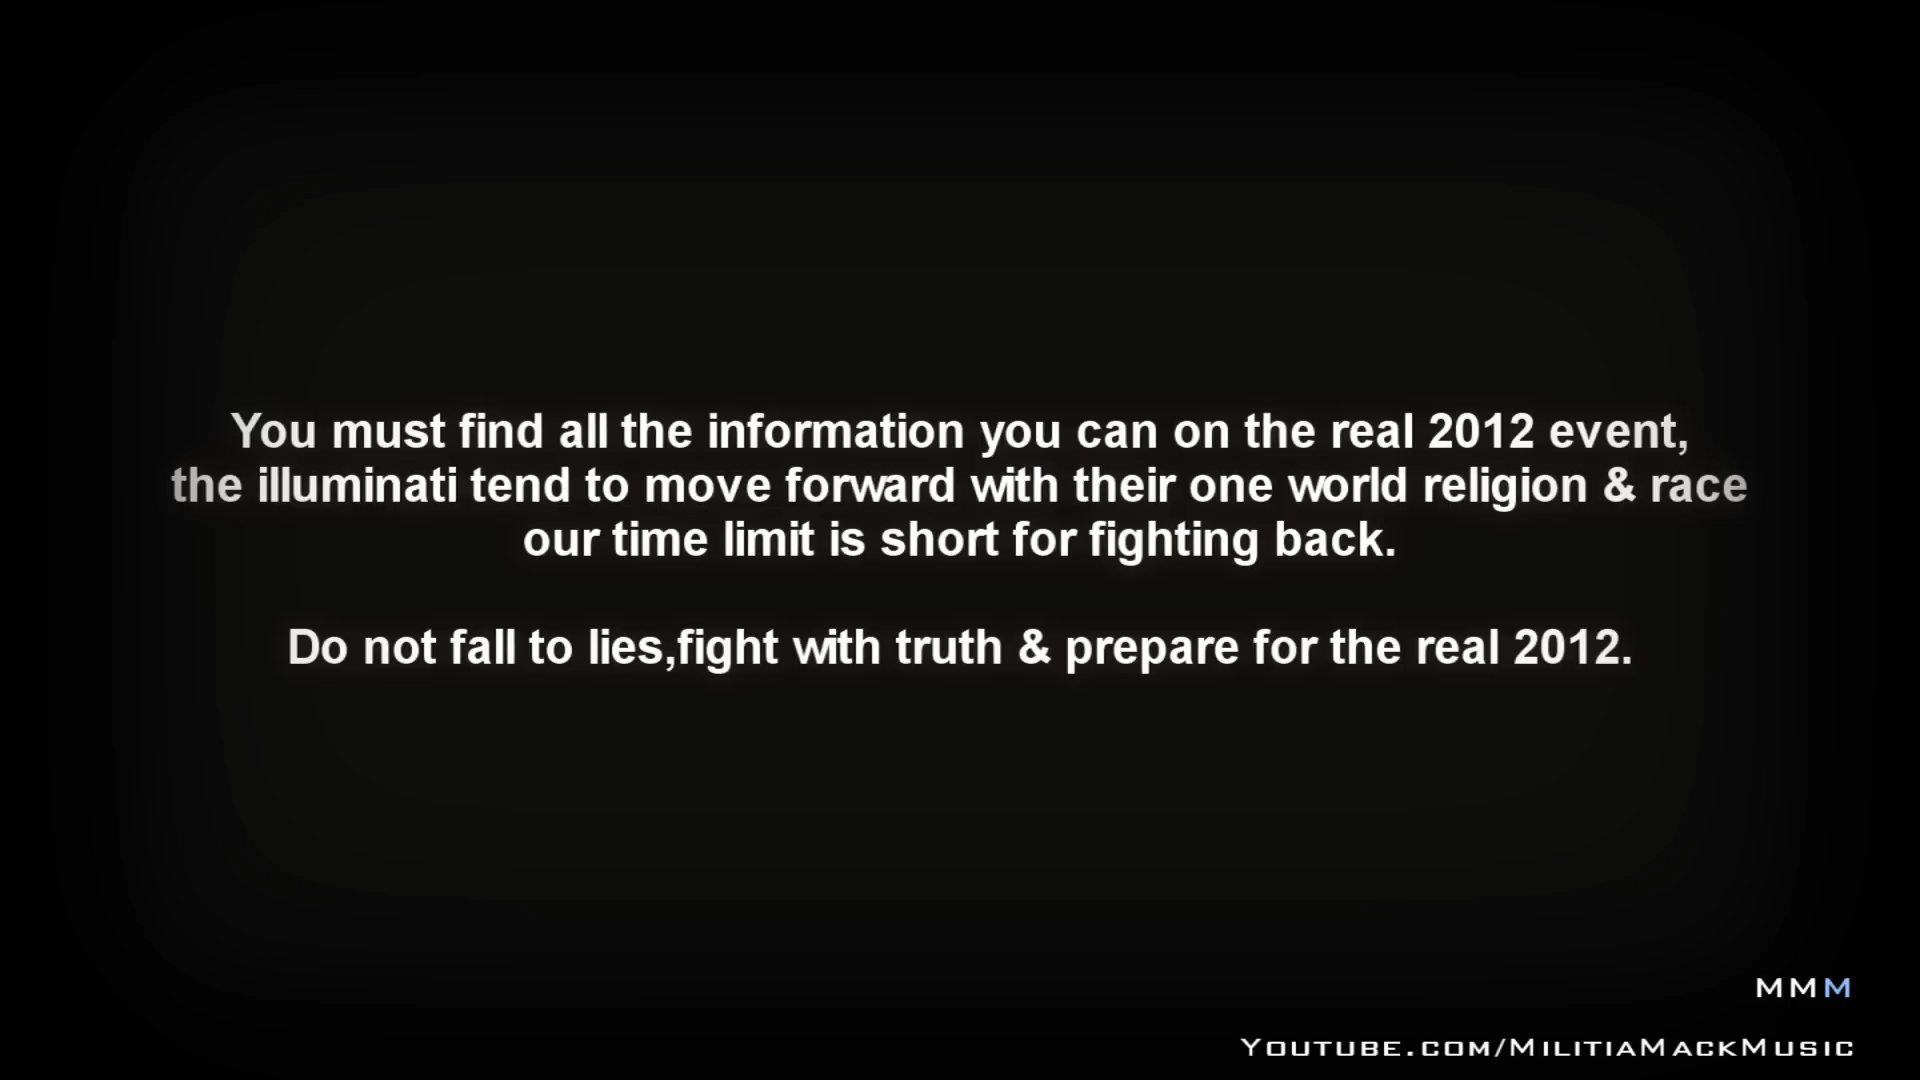 You must find all the information you can on the real 2012 event,
the illuminati tend to move forward with their one world religion & race
our time limit is short for fighting back.
Do not fall to lies,fight with truth & prepare for the real 2012.
MMM
Youtube.com/MilitiaMackMusic